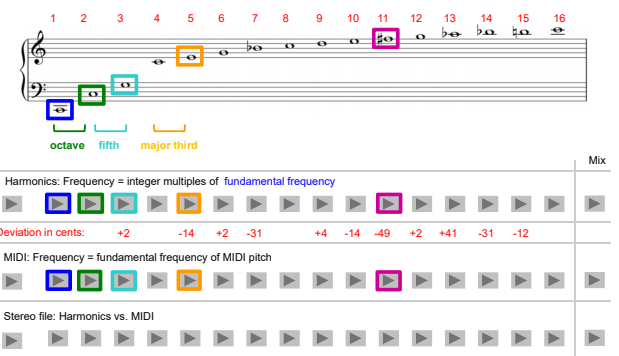 1 2 3 4 5 6 7 8 9 10 11 12 13 14 15 16
octave fifth major third
Mix
Harmonics: Frequency = integer multiples of fundamental frequency
Deviation in cents: +2 -14 +2 -31 +4 -14 -49 +2 +41 -31 -12
MIDI: Frequency = fundamental frequency of MIDI pitch
Stereo file: Harmonics vs. MIDI